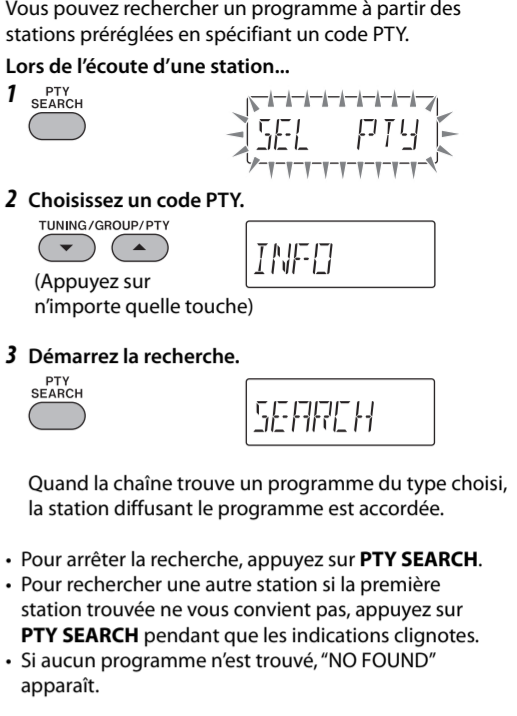 Vous pouvez rechercher un programme à partir des
stations préréglées en spécifiant un code PTY.
Lors de l'écoute d'une station...
1 PTY
SEARCH
SEL PTY
2 Choisissez un code PTY.
TUNING/GROUP/PTY
INFO
(Appuyez sur
n'importe quelle touche)
3 Démarrez la recherche.
PTY
SEARCH
SEARCH
Quand la chaîne trouve un programme du type choisi,
la station diffusant le programme est accordée.
• Pour arrêter la recherche, appuyez sur PTY SEARCH.
• Pour rechercher une autre station si la première
station trouvée ne vous convient pas, appuyez sur
PTY SEARCH pendant que les indications clignotes.
• Si aucun programme n'est trouvé, "NO FOUND"
apparaît.